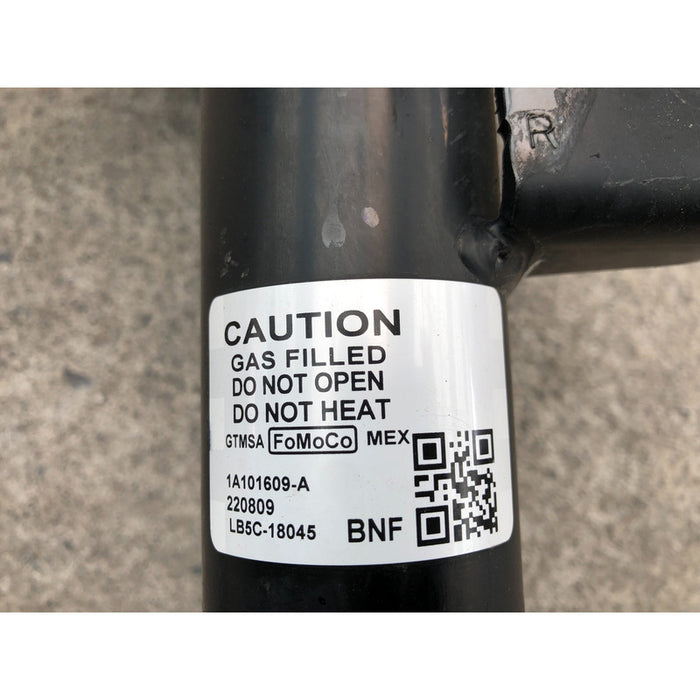 R
CAUTION
GAS FILLED
DO NOT OPEN
DO NOT HEAT
GTMSA FoMoCo MEX
1A101609-A
220809
LB5C-18045 BNF